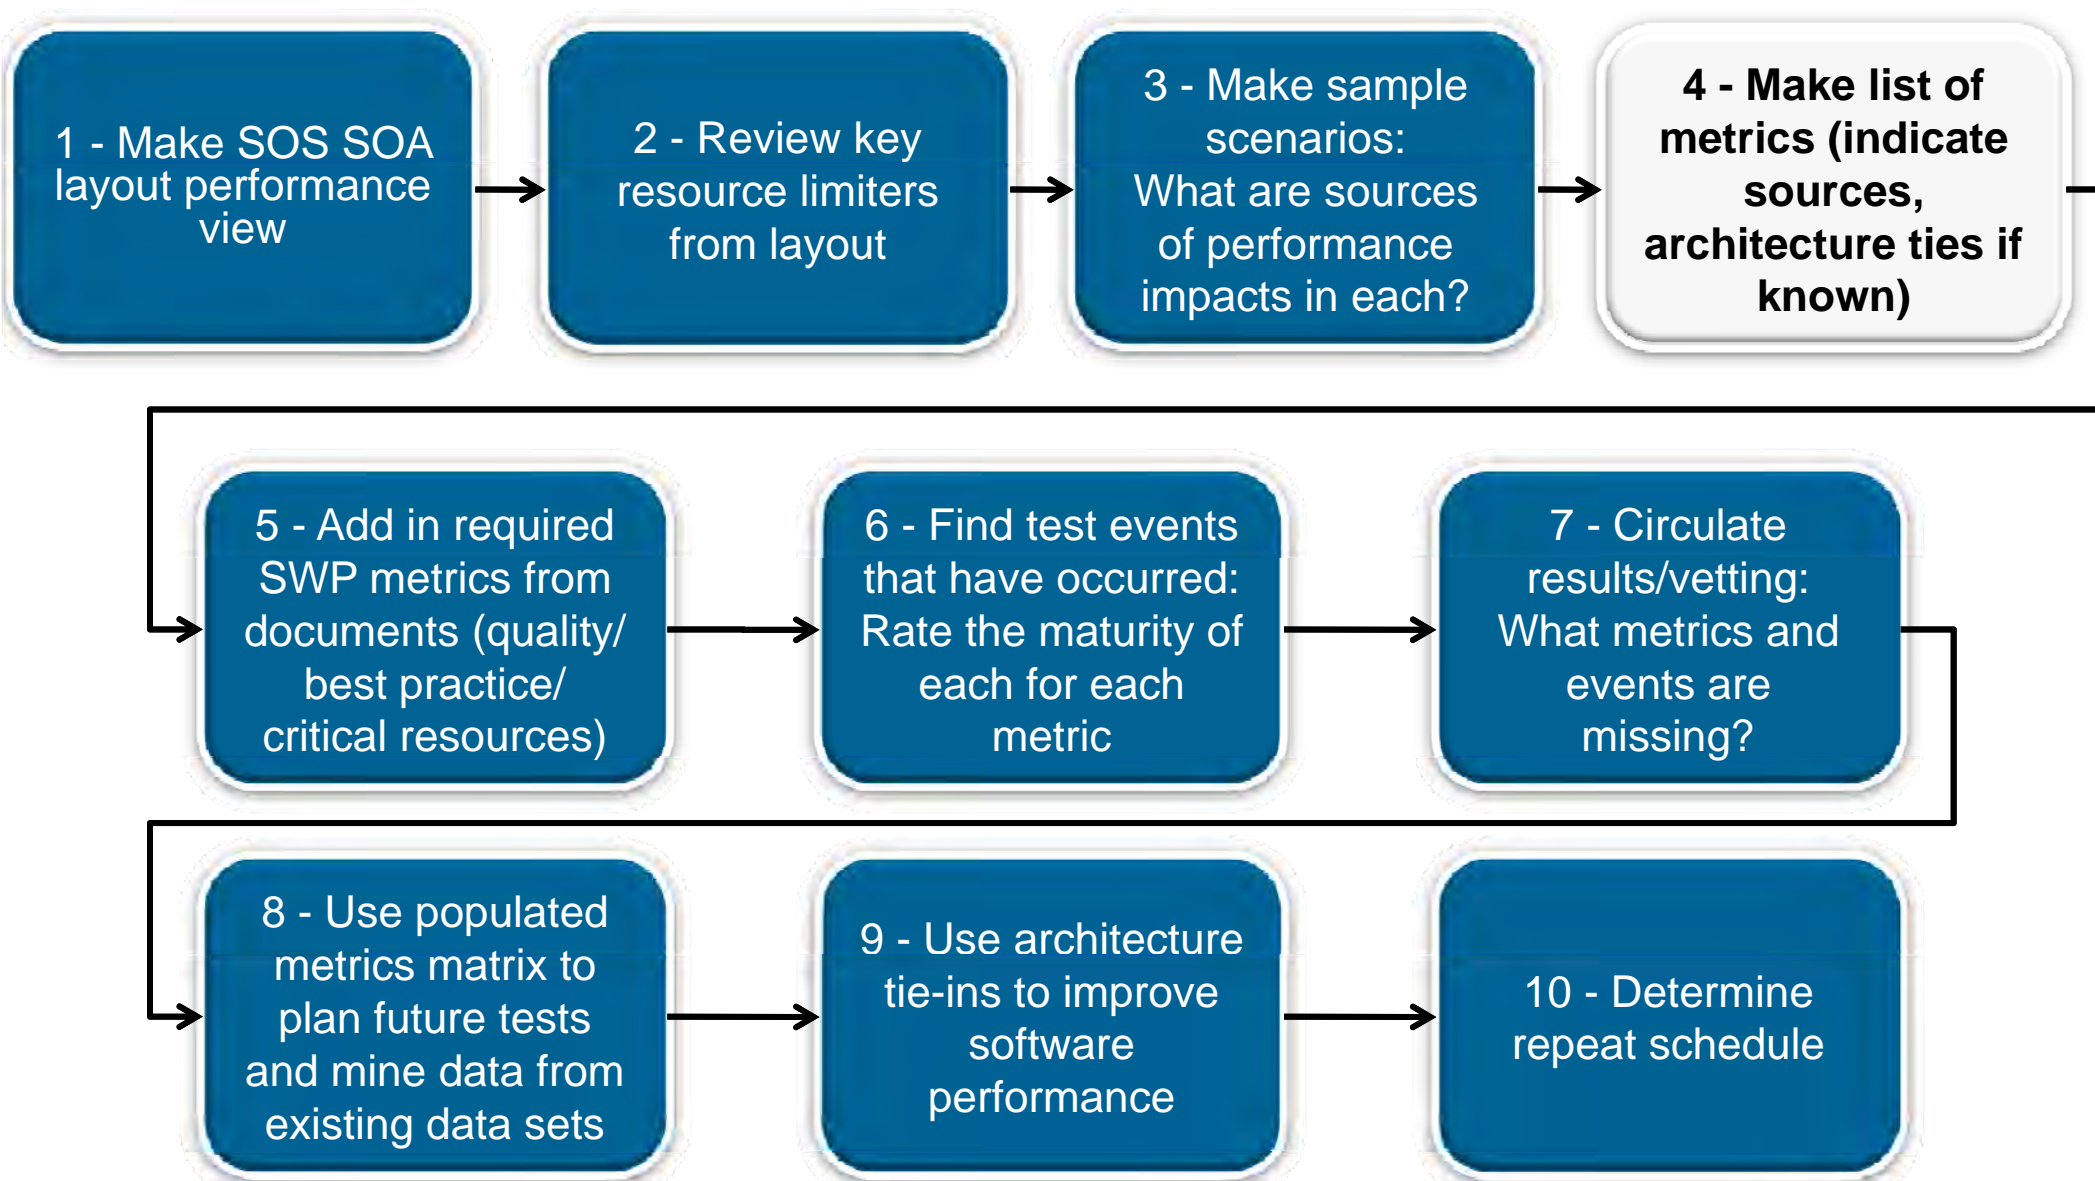 1 - Make SOS SOA
layout performance
view
2 - Review key
resource limiters
from layout
3 - Make sample
scenarios:
What are sources
of performance
impacts in each?
4 - Make list of
metrics (indicate
sources,
architecture ties if
known)
5 - Add in required
SWP metrics from
documents (quality/
best practice/
critical resources)
6 - Find test events
that have occurred:
Rate the maturity of
each for each
metric
7 - Circulate
results/vetting:
What metrics and
events are
missing?
8 - Use populated
metrics matrix to
plan future tests
and mine data from
existing data sets
9 - Use architecture
tie-ins to improve
software
performance
10 - Determine
repeat schedule